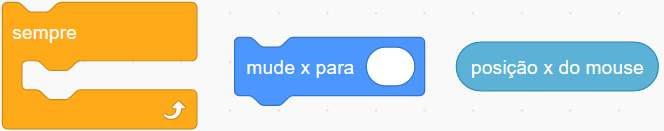 sempre
mude x para
posição x do mouse